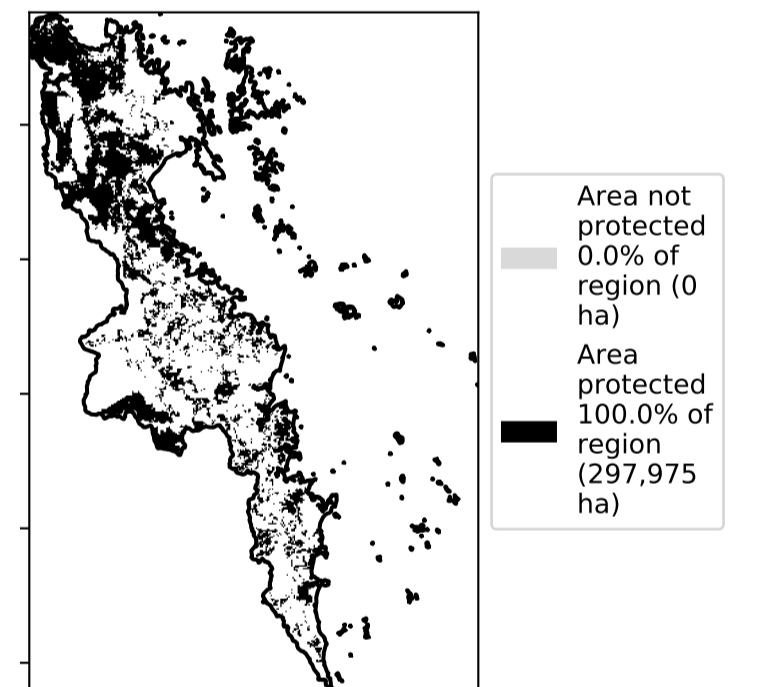 Area not
protected
0.0% of
region (0
ha)
Area
protected
100.0% of
region
(297,975
ha)